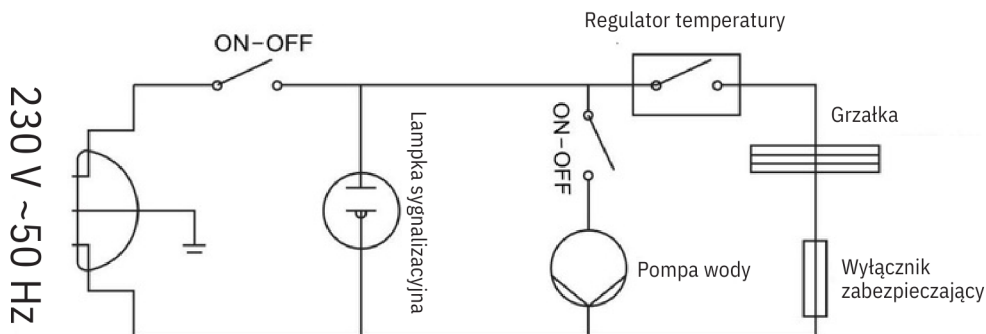 Regulator temperatury
ON-OFF
230 V ~50 Hz
Lampka sygnalizacyjna
ON-OFF
Grzałka
Pompa wody
Wyłącznik
zabezpieczający